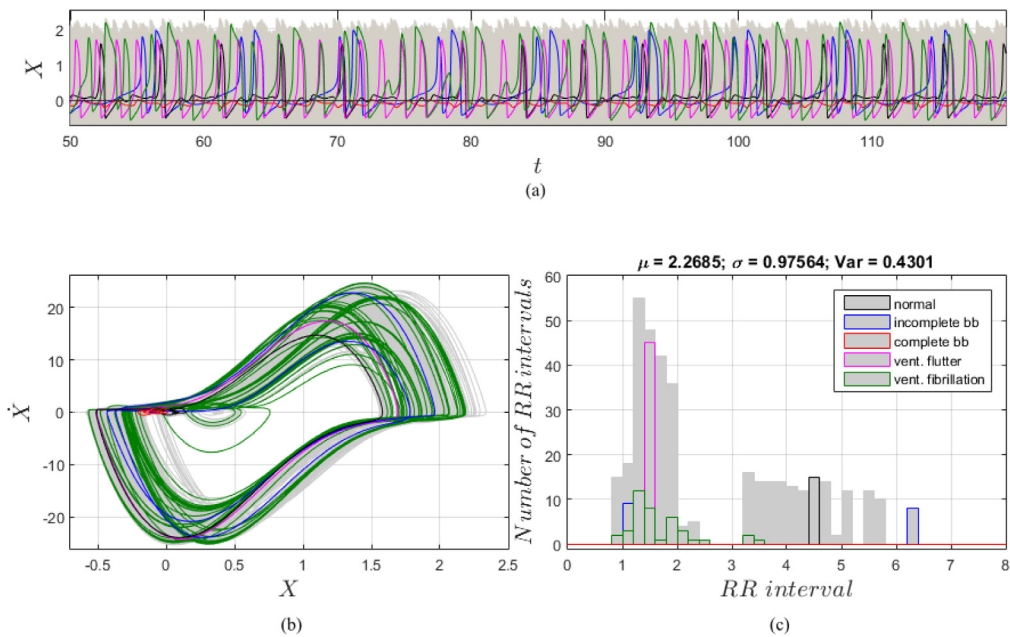 X
2
1
0
50
60
70
80
90
100
110
t
(a)
Ẋ
20
10
0
-10
-20
-0.5
0
0.5
1
1.5
2
2.5
X
(b)
μ = 2.2685; σ = 0.97564; Var = 0.4301
Number of RR intervals
60
50
40
30
20
10
0
normal
incomplete bb
complete bb
vent. flutter
vent. fibrillation
0
1
2
3
4
5
6
7
8
RR interval
(c)